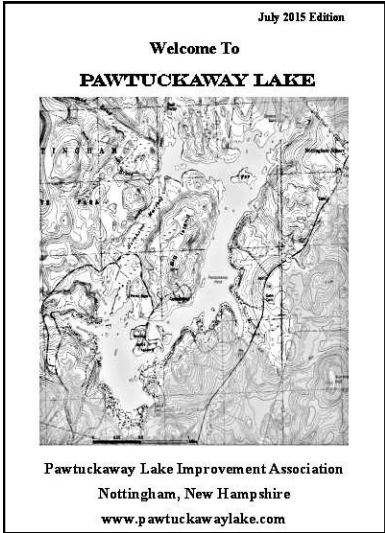 July 2015 Edition
Welcome To
PAWTUCKAWAY LAKE
Pawtuckaway Lake Improvement Association
Nottingham, New Hampshire
www.pawtuckawaylake.com